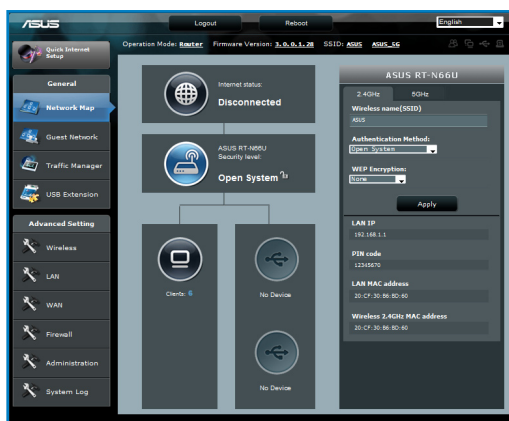 ASUS
Logout
Reboot
English
Quick Internet
Setup
Operation Mode: Router Firmware Version: 3.0.0.1.28 SSID: ASUS ASUS_5G
General
Network Map
Guest Network
Traffic Manager
USB Extension
Advanced Setting
Wireless
LAN
WAN
Firewall
Administration
System Log
Internet status:
Disconnected
ASUS RT-N66U
Security level:
Open System
Clients: 6
No Device
No Device
ASUS RT-N66U
2.4GHz 5GHz
Wireless name(SSID)
ASUS
Authentication Method:
Open System
WEP Encryption:
None
Apply
LAN IP
192.168.1.1
PIN code
12345670
LAN MAC address
20:CF:30:B6:BD:60
Wireless 2.4GHz MAC address
20:CF:30:B6:BD:60